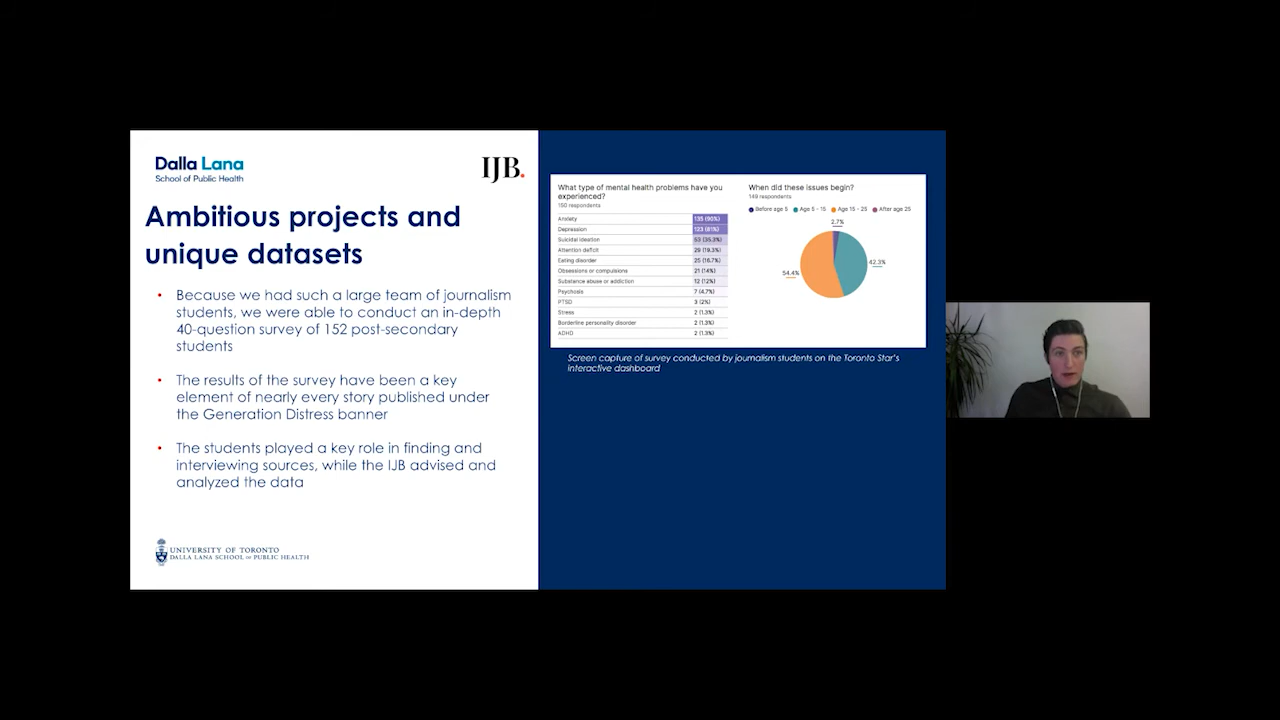 Dalla Lana
School of Public Health
IJB.
Ambitious projects and
unique datasets
• Because we had such a large team of journalism
students, we were able to conduct an in-depth
40-question survey of 152 post-secondary
students
• The results of the survey have been a key
element of nearly every story published under
the Generation Distress banner
• The students played a key role in finding and
interviewing sources, while the IJB advised and
analyzed the data
UNIVERSITY OF TORONTO
DALLA LANA SCHOOL OF PUBLIC HEALTH
What type of mental health problems have you
experienced?
150 respondents
Anxiety 135 (90%)
Depression 123 (81%)
Suicidal ideation 53 (35.3%)
Attention deficit 29 (19.3%)
Eating disorder 25 (16.7%)
Obsessions or compulsions 21 (14%)
Substance abuse or addiction 12 (12%)
Psychosis 7 (4.7%)
PTSD 3 (2%)
Stress 2 (1.3%)
Borderline personality disorder 2 (1.3%)
ADHD 2 (1.3%)
When did these issues begin?
149 respondents
Before age 5 Age 5 - 15 Age 15 - 25 After age 25
2.7%
42.3%
54.4%
Screen capture of survey conducted by journalism students on the Toronto Star's
interactive dashboard